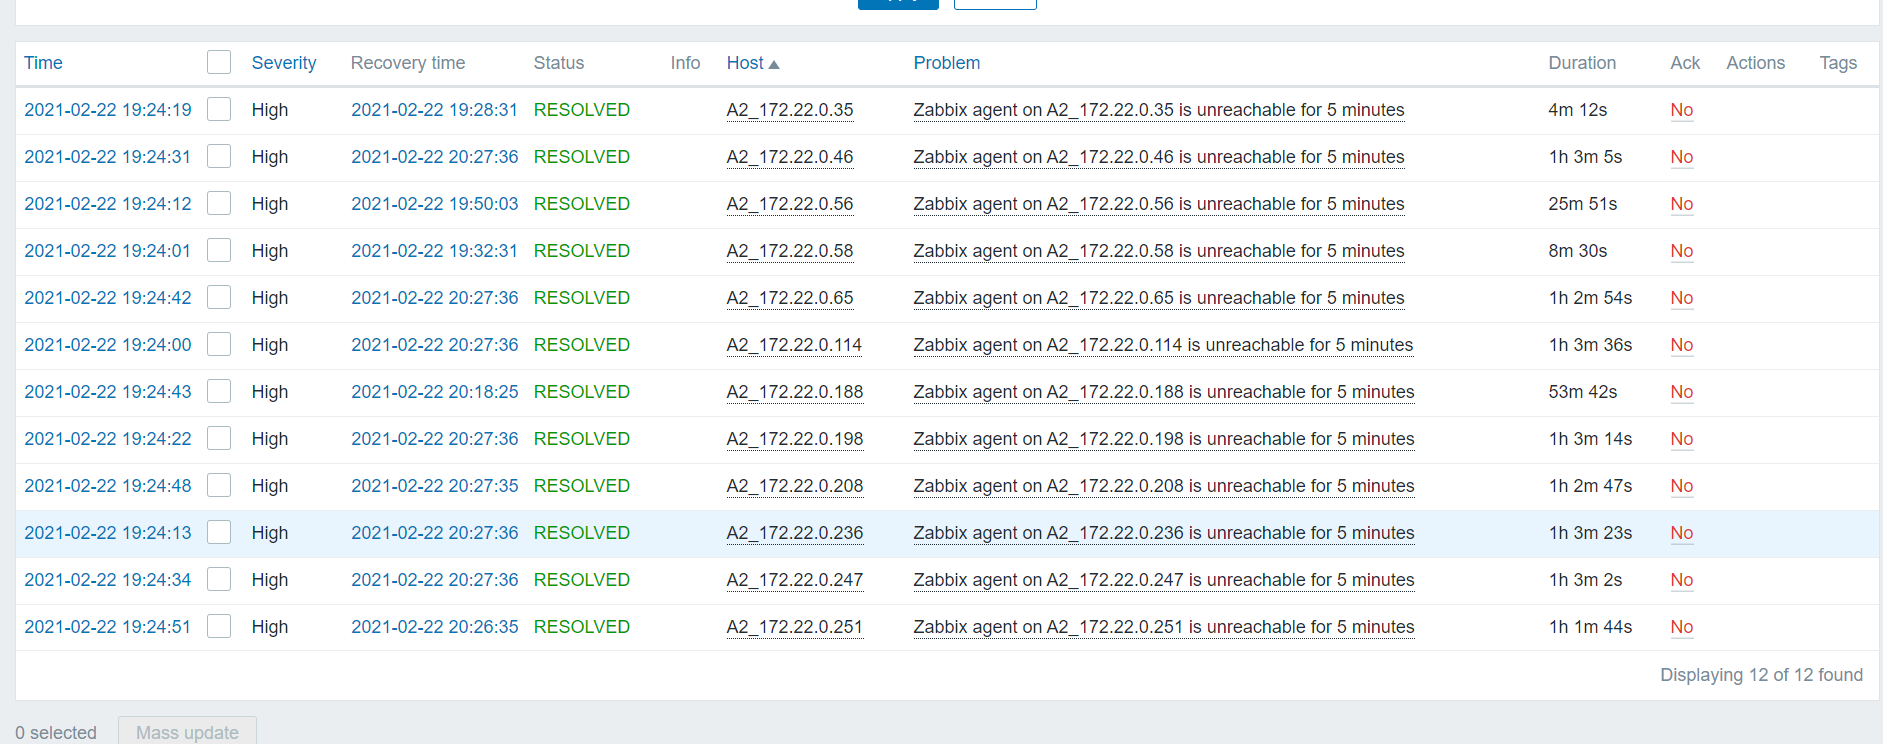 Time Severity Recovery time Status Info Host Problem Duration Ack Actions Tags
2021-02-22 19:24:19 High 2021-02-22 19:28:31 RESOLVED A2_172.22.0.35 Zabbix agent on A2_172.22.0.35 is unreachable for 5 minutes 4m 12s No
2021-02-22 19:24:31 High 2021-02-22 20:27:36 RESOLVED A2_172.22.0.46 Zabbix agent on A2_172.22.0.46 is unreachable for 5 minutes 1h 3m 5s No
2021-02-22 19:24:12 High 2021-02-22 19:50:03 RESOLVED A2_172.22.0.56 Zabbix agent on A2_172.22.0.56 is unreachable for 5 minutes 25m 51s No
2021-02-22 19:24:01 High 2021-02-22 19:32:31 RESOLVED A2_172.22.0.58 Zabbix agent on A2_172.22.0.58 is unreachable for 5 minutes 8m 30s No
2021-02-22 19:24:42 High 2021-02-22 20:27:36 RESOLVED A2_172.22.0.65 Zabbix agent on A2_172.22.0.65 is unreachable for 5 minutes 1h 2m 54s No
2021-02-22 19:24:00 High 2021-02-22 20:27:36 RESOLVED A2_172.22.0.114 Zabbix agent on A2_172.22.0.114 is unreachable for 5 minutes 1h 3m 36s No
2021-02-22 19:24:43 High 2021-02-22 20:18:25 RESOLVED A2_172.22.0.188 Zabbix agent on A2_172.22.0.188 is unreachable for 5 minutes 53m 42s No
2021-02-22 19:24:22 High 2021-02-22 20:27:36 RESOLVED A2_172.22.0.198 Zabbix agent on A2_172.22.0.198 is unreachable for 5 minutes 1h 3m 14s No
2021-02-22 19:24:48 High 2021-02-22 20:27:35 RESOLVED A2_172.22.0.208 Zabbix agent on A2_172.22.0.208 is unreachable for 5 minutes 1h 2m 47s No
2021-02-22 19:24:13 High 2021-02-22 20:27:36 RESOLVED A2_172.22.0.236 Zabbix agent on A2_172.22.0.236 is unreachable for 5 minutes 1h 3m 23s No
2021-02-22 19:24:34 High 2021-02-22 20:27:36 RESOLVED A2_172.22.0.247 Zabbix agent on A2_172.22.0.247 is unreachable for 5 minutes 1h 3m 2s No
2021-02-22 19:24:51 High 2021-02-22 20:26:35 RESOLVED A2_172.22.0.251 Zabbix agent on A2_172.22.0.251 is unreachable for 5 minutes 1h 1m 44s No
Displaying 12 of 12 found
0 selected Mass update